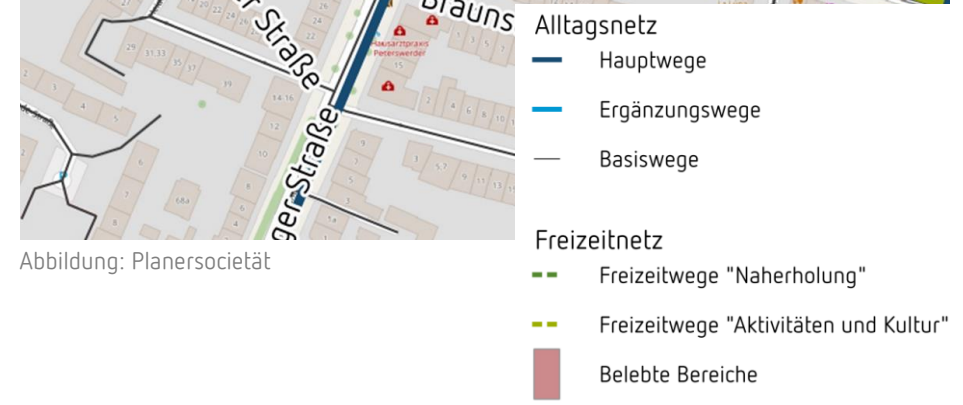 Brauns
r Straße
Hausarztpraxis
Peterswerder
ger Straße
Abbildung: Planersocietät
Alltagsnetz
Hauptwege
Ergänzungswege
Basiswege
Freizeitnetz
Freizeitwege "Naherholung"
Freizeitwege "Aktivitäten und Kultur"
Belebte Bereiche